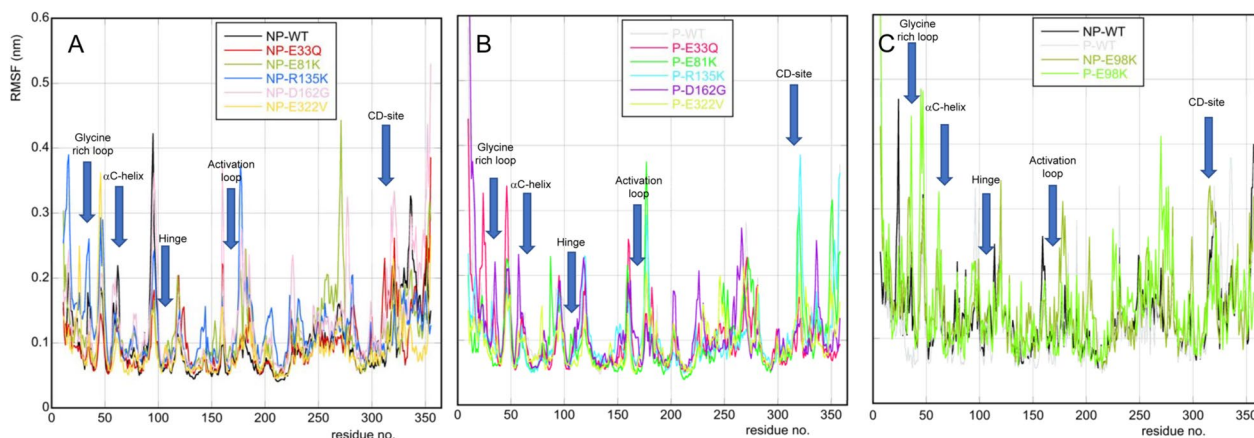 A
NP-WT
NP-E33Q
NP-E81K
NP-R135K
NP-D162G
NP-E322V
Glycine
rich loop
αC-helix
Hinge
Activation
loop
CD-site
RMSF (nm)
0.6
0.5
0.4
0.3
0.2
0.1
0
0 50 100 150 200 250 300 350
residue no.
B
P-WT
P-E33Q
P-E81K
P-R135K
P-D162G
P-E322V
Glycine
rich loop
αC-helix
Hinge
Activation
loop
CD-site
0 50 100 150 200 250 300 350
residue no.
C
Glycine
rich loop
NP-WT
P-WT
NP-E98K
P-E98K
αC-helix
Hinge
Activation
loop
CD-site
0 50 100 150 200 250 300 350
residue no.